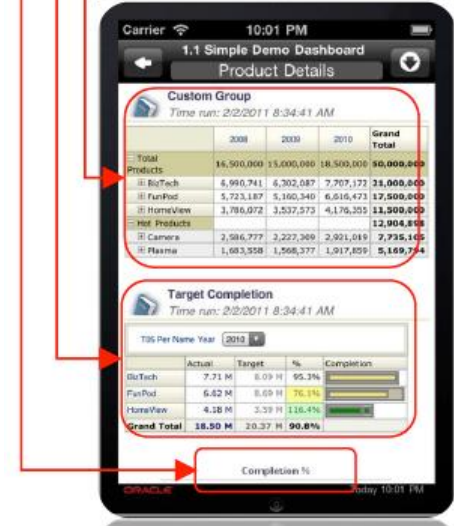 Carrier 10:01 PM
1.1 Simple Demo Dashboard
Product Details
Custom Group
Time run: 2/2/2011 8:34:41 AM
2008 2009 2010 Grand Total
Total Products 16,500,000 15,000,000 18,500,000 50,000,000
BizTech 6,990,741 6,302,087 7,707,172 21,000,000
FunPod 5,723,187 5,160,340 6,616,473 17,500,000
HomeView 3,786,072 3,537,573 4,176,355 11,500,000
Hot Products 12,904,898
Camera 2,586,777 2,227,309 2,921,019 7,735,105
Plasma 1,683,558 1,568,377 1,917,859 5,169,794
Target Completion
Time run: 2/2/2011 8:34:41 AM
T05 Per Name Year 2010
Actual Target % Completion
BizTech 7.71 M 8.09 M 95.3%
FunPod 6.62 M 8.69 M 76.1%
HomeView 4.18 M 3.59 M 116.4%
Grand Total 18.50 M 20.37 M 90.8%
Completion %
ORACLE Today 10:01 PM